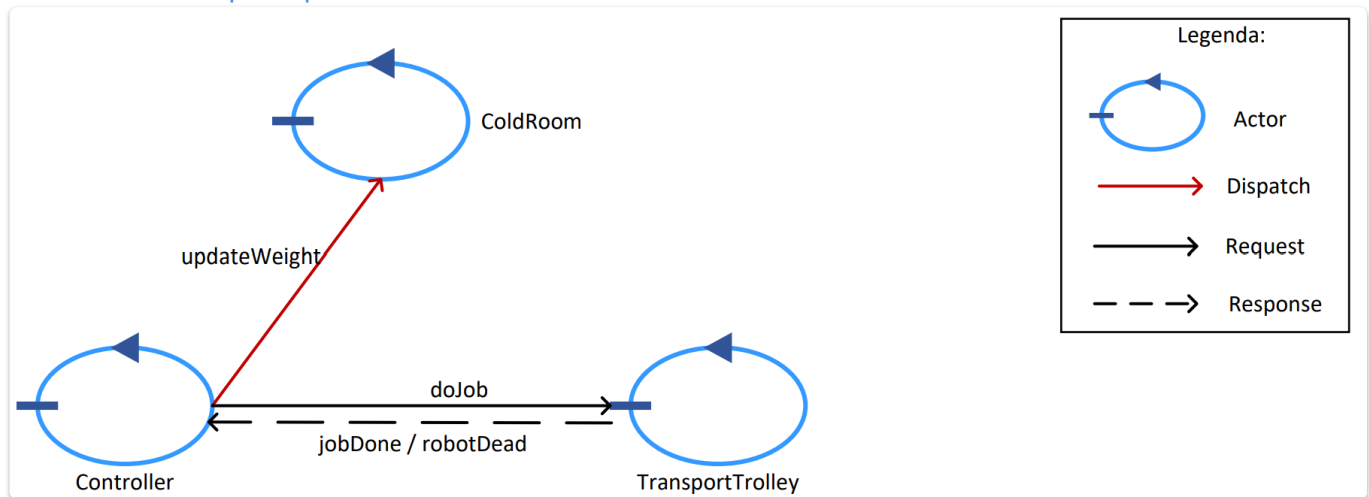 Legenda:
Actor
Dispatch
Request
Response
ColdRoom
updateWeight
doJob
jobDone / robotDead
Controller
TransportTrolley